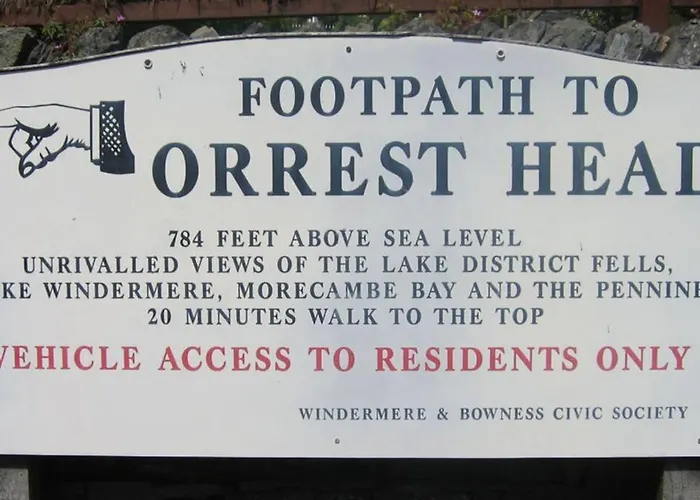 FOOTPATH TO
ORREST HEAD
784 FEET ABOVE SEA LEVEL
UNRIVALLED VIEWS OF THE LAKE DISTRICT FELLS,
KE WINDERMERE, MORECAMBE BAY AND THE PENNINE
20 MINUTES WALK TO THE TOP
VEHICLE ACCESS TO RESIDENTS ONLY
WINDERMERE & BOWNESS CIVIC SOCIETY